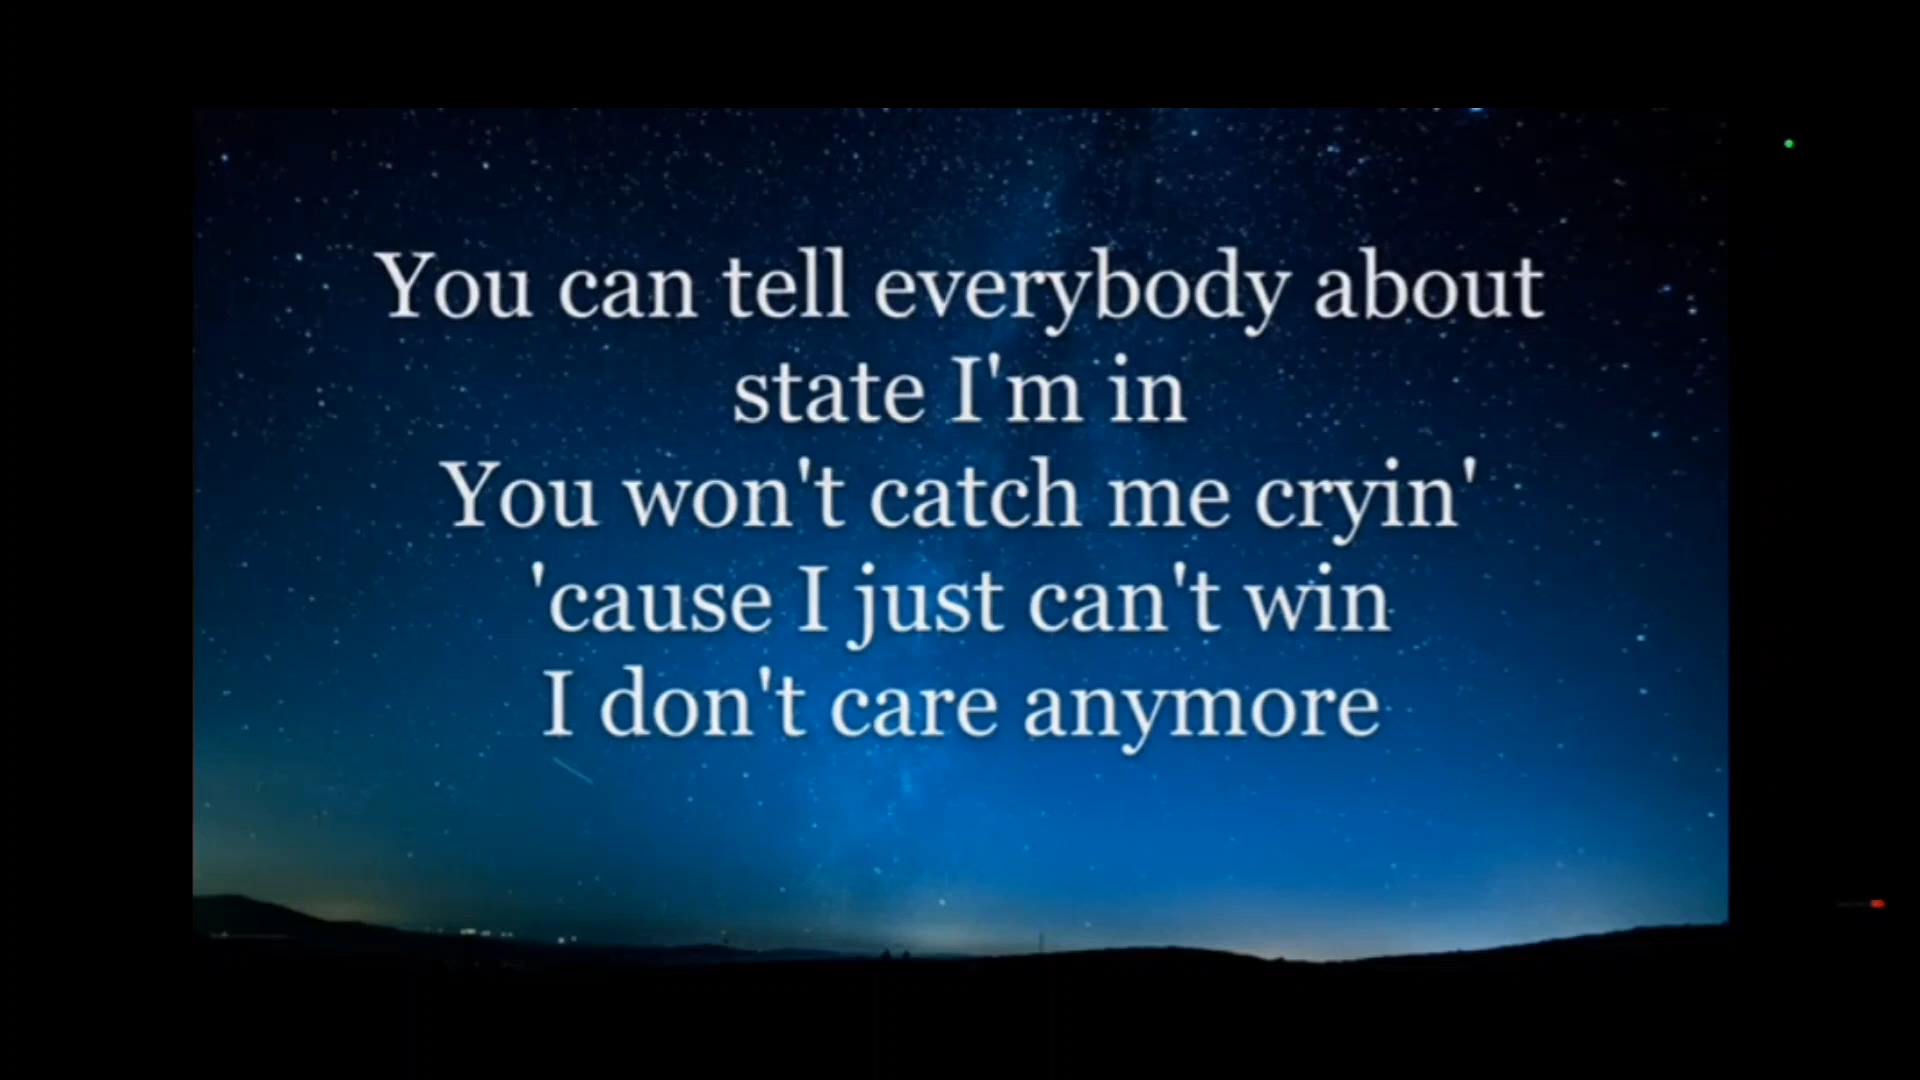 You can tell everybody about
state I'm in
You won't catch me cryin'
'cause I just can't win
I don't care anymore